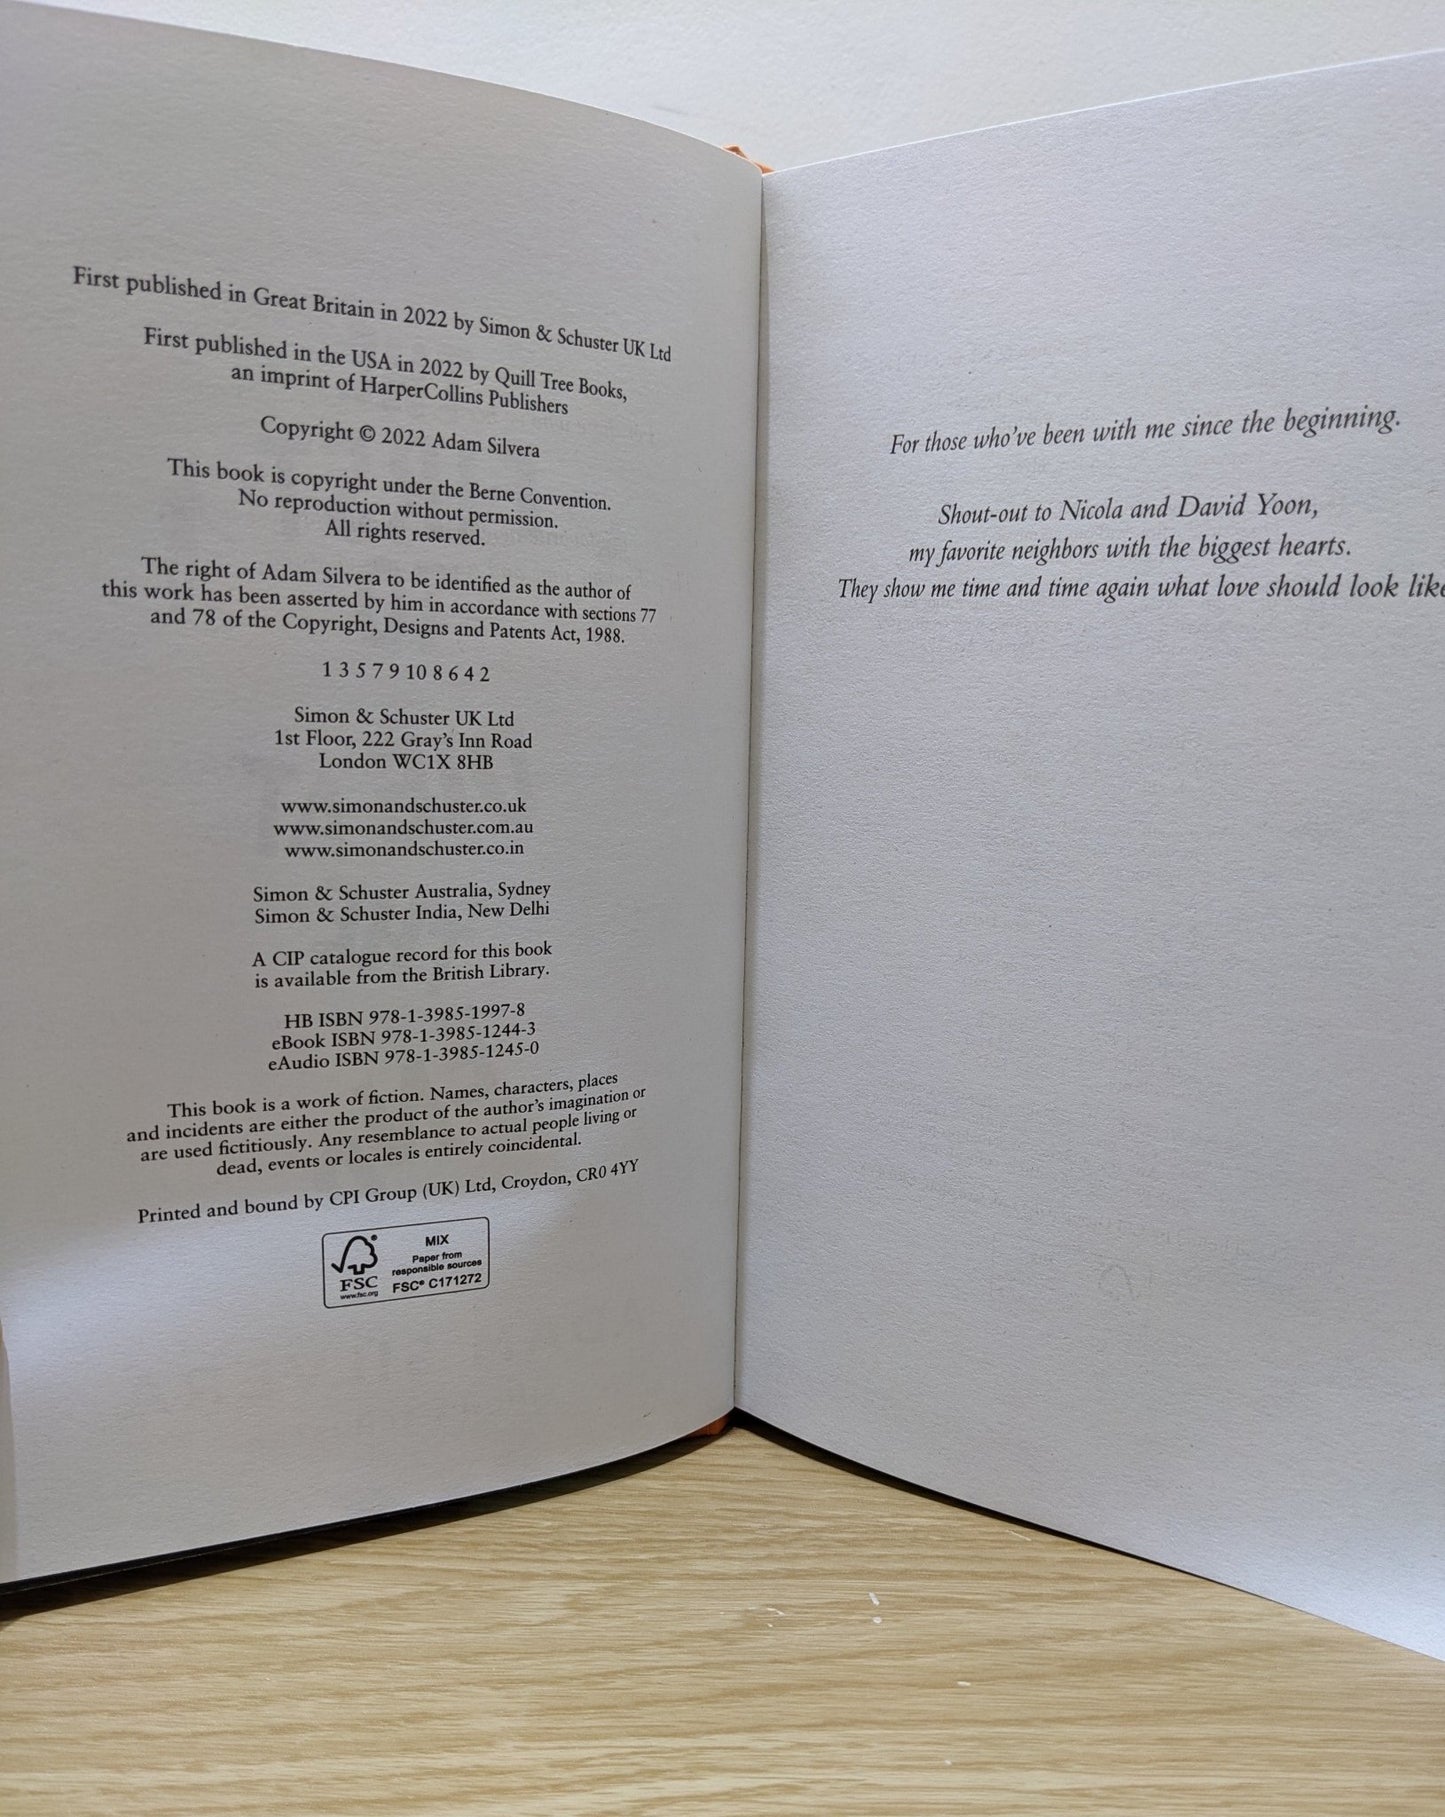 First published in Great Britain in 2022 by Simon & Schuster UK Ltd
First published in the USA in 2022 by Quill Tree Books,
an imprint of HarperCollins Publishers
Copyright © 2022 Adam Silvera
This book is copyright under the Berne Convention.
No reproduction without permission.
All rights reserved.
The right of Adam Silvera to be identified as the author of
this work has been asserted by him in accordance with sections 77
and 78 of the Copyright, Designs and Patents Act, 1988.
1 3 5 7 9 10 8 6 4 2
Simon & Schuster UK Ltd
1st Floor, 222 Gray's Inn Road
London WC1X 8HB
www.simonandschuster.co.uk
www.simonandschuster.com.au
www.simonandschuster.co.in
Simon & Schuster Australia, Sydney
Simon & Schuster India, New Delhi
A CIP catalogue record for this book
is available from the British Library.
HB ISBN 978-1-3985-1997-8
eBook ISBN 978-1-3985-1244-3
eAudio ISBN 978-1-3985-1245-0
This book is a work of fiction. Names, characters, places
and incidents are either the product of the author's imagination or
are used fictitiously. Any resemblance to actual people living or
dead, events or locales is entirely coincidental.
Printed and bound by CPI Group (UK) Ltd, Croydon, CR0 4YY
FSC
www.fsc.org
MIX
Paper from
responsible sources
FSC® C171272
For those who've been with me since the beginning.
Shout-out to Nicola and David Yoon,
my favorite neighbors with the biggest hearts.
They show me time and time again what love should look like